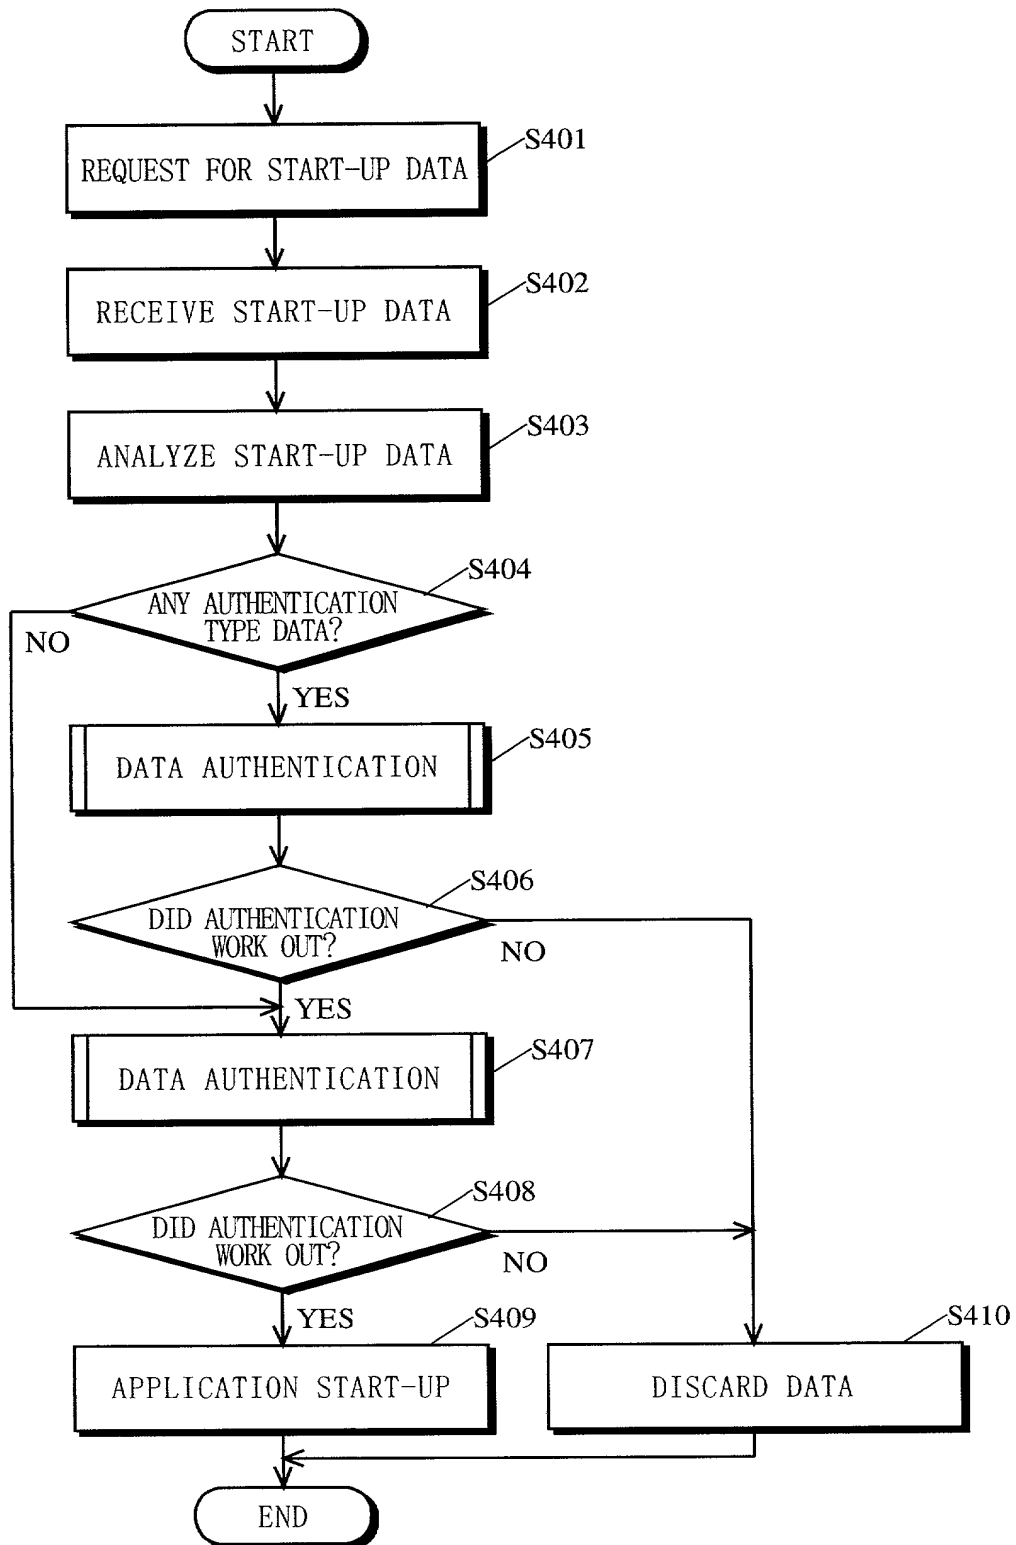 START
REQUEST FOR START-UP DATA
S401
RECEIVE START-UP DATA
S402
ANALYZE START-UP DATA
S403
ANY AUTHENTICATION
TYPE DATA?
S404
NO
YES
DATA AUTHENTICATION
S405
DID AUTHENTICATION
WORK OUT?
S406
NO
YES
DATA AUTHENTICATION
S407
DID AUTHENTICATION
WORK OUT?
S408
NO
YES
APPLICATION START-UP
S409
DISCARD DATA
S410
END